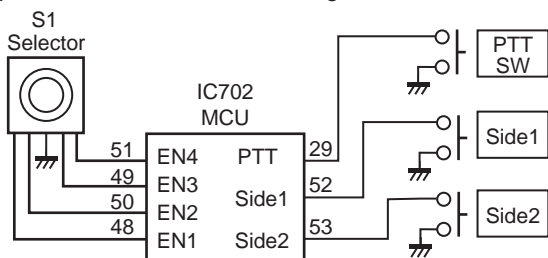 S1
Selector
IC702
MCU
PTT
SW
51 EN4 PTT 29
49 EN3
Side1 52
50 EN2
48 EN1 Side2 53
Side1
Side2